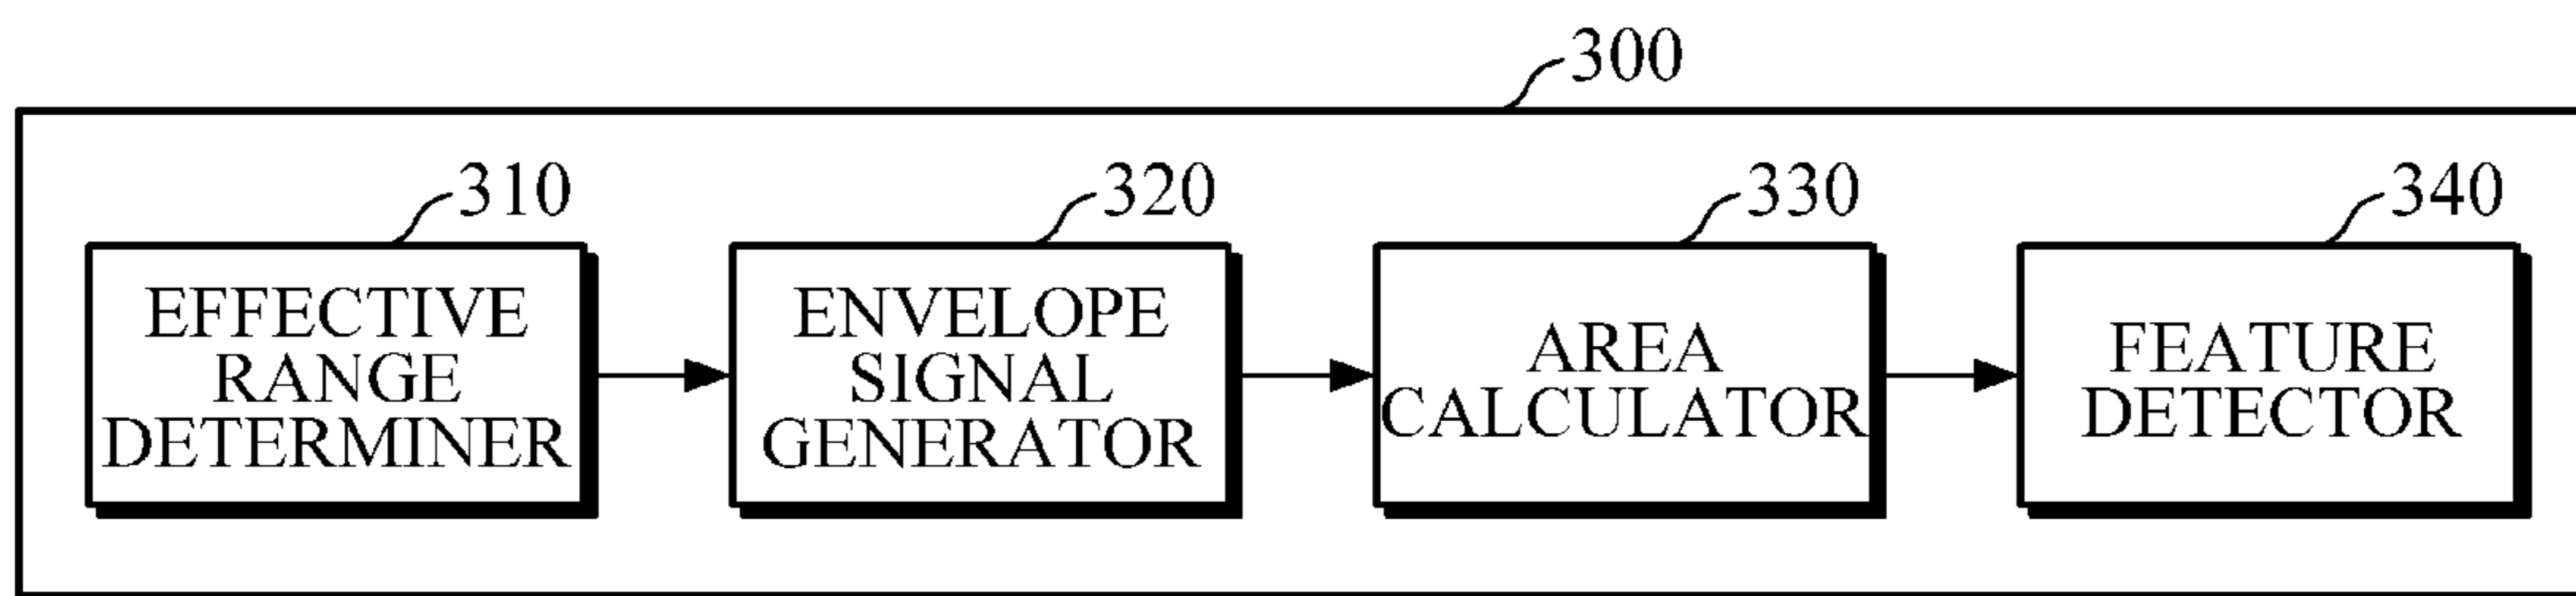 300
310
320
330
340
EFFECTIVE
RANGE
DETERMINER
ENVELOPE
SIGNAL
GENERATOR
AREA
CALCULATOR
FEATURE
DETECTOR